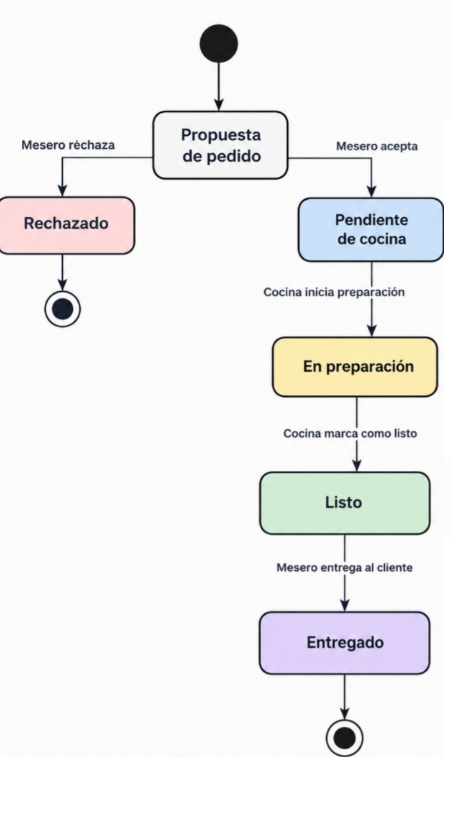 Propuesta
de pedido
Mesero rechaza
Mesero acepta
Rechazado
Pendiente
de cocina
Cocina inicia preparación
En preparación
Cocina marca como listo
Listo
Mesero entrega al cliente
Entregado